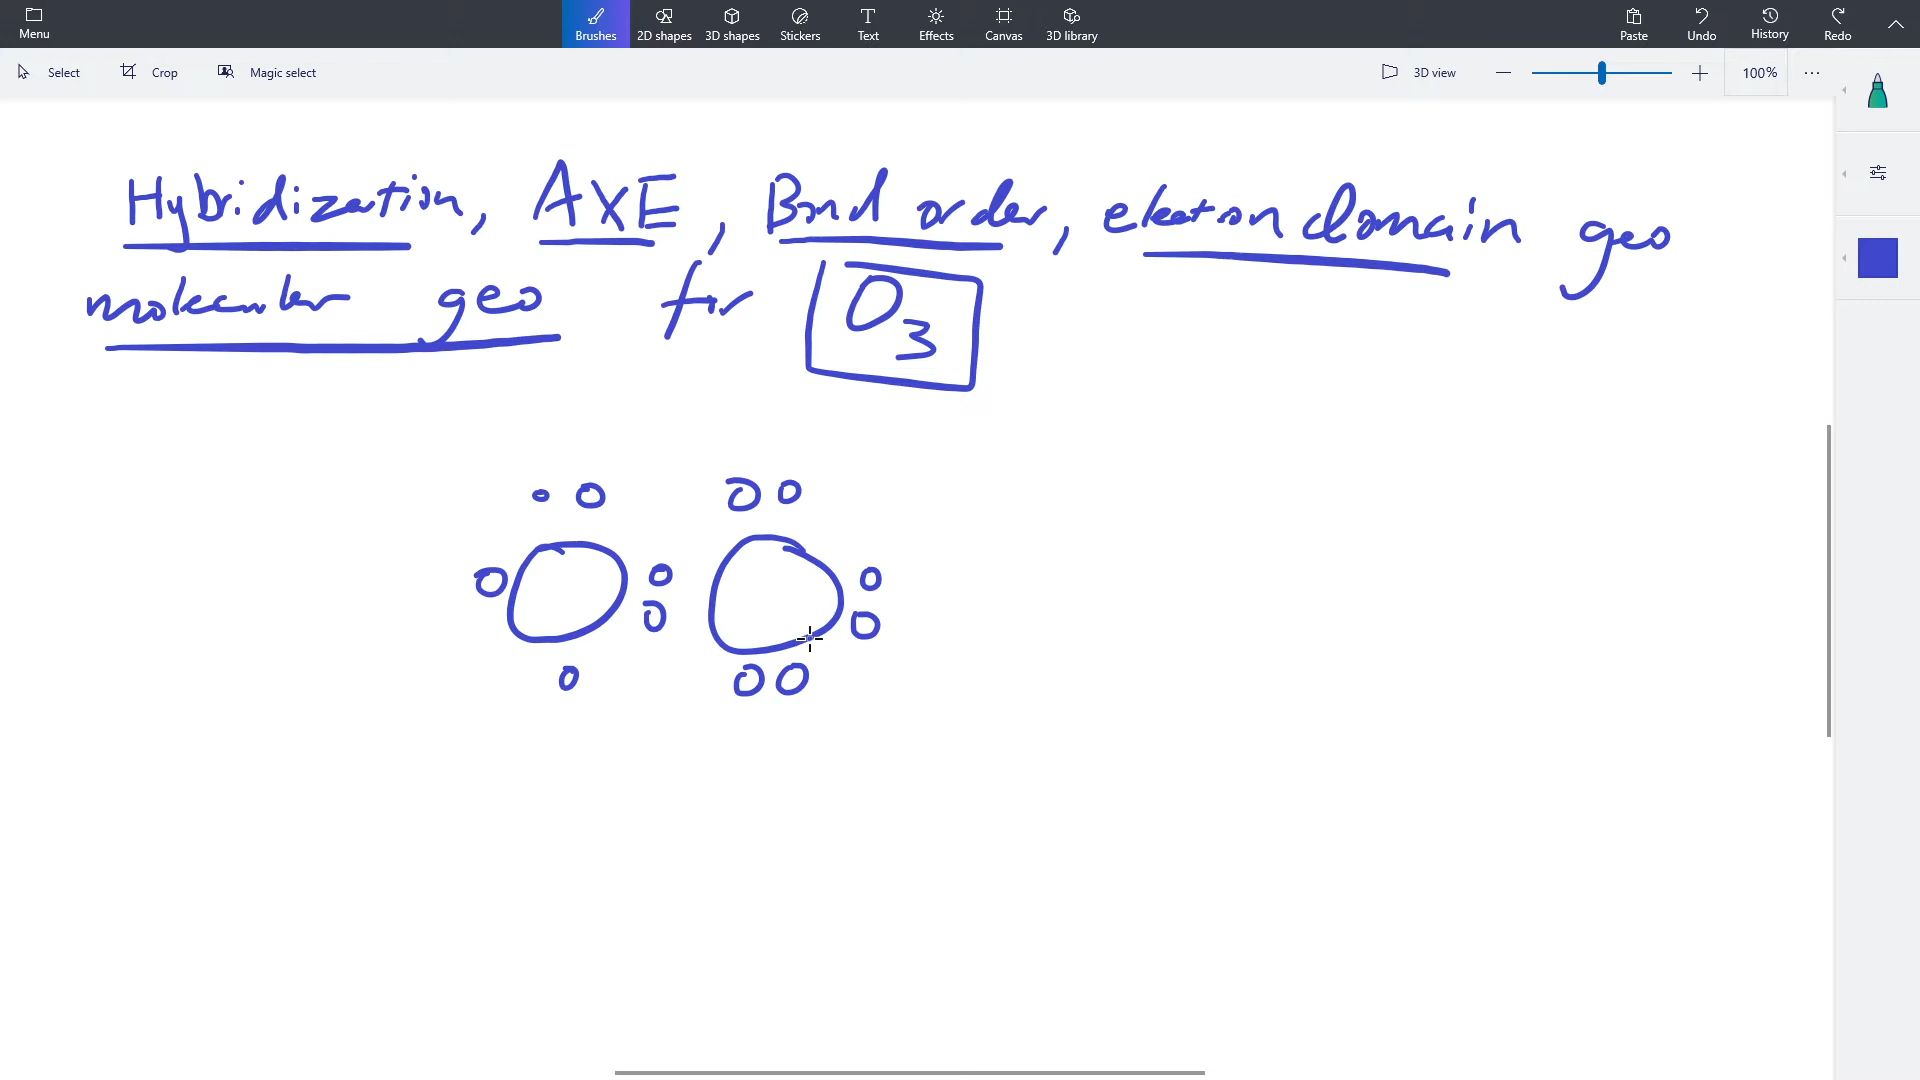 Menu
Brushes 2D shapes 3D shapes Stickers Text Effects Canvas 3D library Paste Undo History Redo
Select Crop Magic select 3D view 100%
Hybridization, AXE, Bond order, electron domain geo
molecular geo for O3